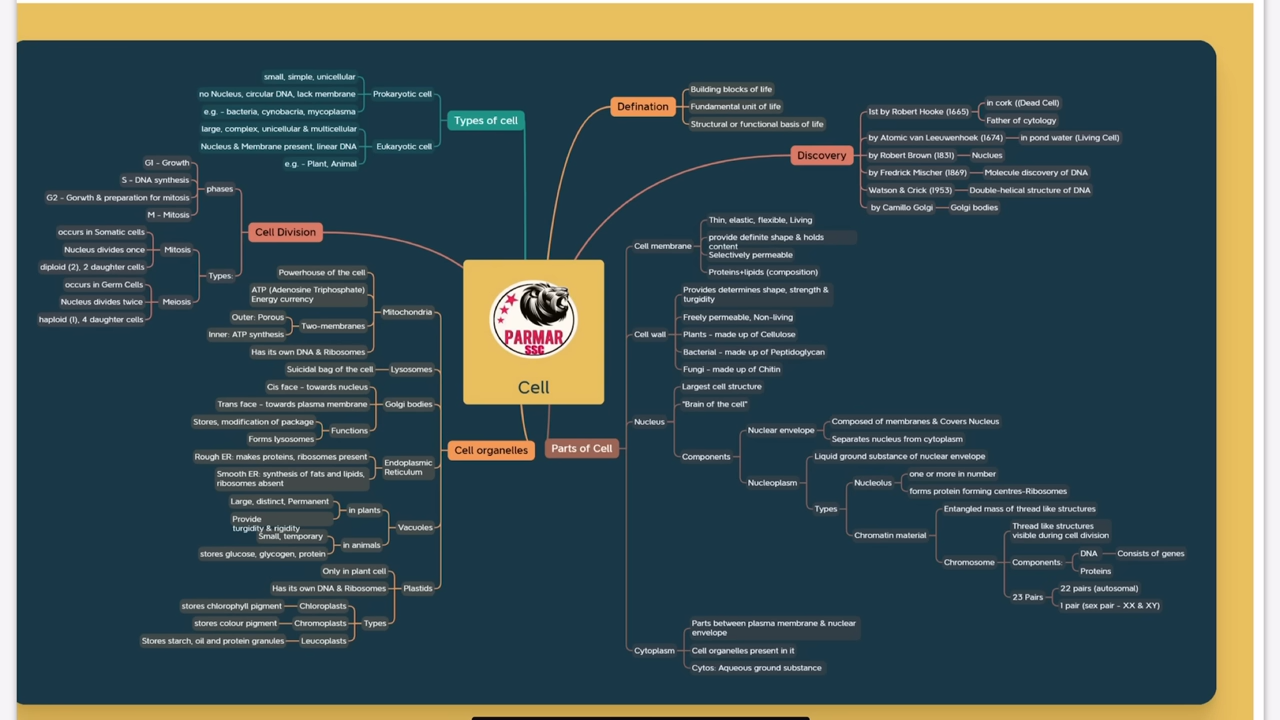 Types of cell
Prokaryotic cell
small, simple, unicellular
no Nucleus, circular DNA, lack membrane
e.g. - bacteria, cynobacria, mycoplasma
Eukaryotic cell
large, complex, unicellular & multicellular
Nucleus & Membrane present, linear DNA
e.g. - Plant, Animal
Cell Division
phases
G1 - Growth
S - DNA synthesis
G2 - Gorwth & preparation for mitosis
M - Mitosis
Types:
Mitosis
occurs in Somatic cells
Nucleus divides once
diploid (2), 2 daughter cells
Meiosis
occurs in Germ Cells
Nucleus divides twice
haploid (1), 4 daughter cells
PARMAR
SSC
Cell
Cell organelles
Mitochondria
Powerhouse of the cell
ATP (Adenosine Triphosphate)
Energy currency
Two-membranes
Outer: Porous
Inner: ATP synthesis
Has its own DNA & Ribosomes
Lysosomes
Suicidal bag of the cell
Golgi bodies
Cis face - towards nucleus
Trans face - towards plasma membrane
Functions
Stores, modification of package
Forms lysosomes
Endoplasmic
Reticulum
Rough ER: makes proteins, ribosomes present
Smooth ER: synthesis of fats and lipids,
ribosomes absent
Vacuoles
in plants
Large, distinct, Permanent
Provide
turgidity & rigidity
in animals
Small, temporary
stores glucose, glycogen, protein
Plastids
Only in plant cell
Has its own DNA & Ribosomes
Types
Chloroplasts
stores chlorophyll pigment
Chromoplasts
stores colour pigment
Leucoplasts
Stores starch, oil and protein granules
Defination
Building blocks of life
Fundamental unit of life
Structural or functional basis of life
Discovery
1st by Robert Hooke (1665)
in cork ((Dead Cell)
Father of cytology
by Atomic van Leeuwenhoek (1674)
in pond water (Living Cell)
by Robert Brown (1831)
Nuclues
by Fredrick Mischer (1869)
Molecule discovery of DNA
Watson & Crick (1953)
Double-helical structure of DNA
by Camillo Golgi
Golgi bodies
Parts of Cell
Cell membrane
Thin, elastic, flexible, Living
provide definite shape & holds
content
Selectively permeable
Proteins+lipids (composition)
Cell wall
Provides determines shape, strength &
turgidity
Freely permeable, Non-living
Plants - made up of Cellulose
Bacterial - made up of Peptidoglycan
Fungi - made up of Chitin
Nucleus
Largest cell structure
"Brain of the cell"
Components
Nuclear envelope
Composed of membranes & Covers Nucleus
Separates nucleus from cytoplasm
Nucleoplasm
Liquid ground substance of nuclear envelope
Types
Nucleolus
one or more in number
forms protein forming centres-Ribosomes
Chromatin material
Entangled mass of thread like structures
Chromosome
Thread like structures
visible during cell division
Components:
DNA
Consists of genes
Proteins
23 Pairs
22 pairs (autosomal)
1 pair (sex pair - XX & XY)
Cytoplasm
Parts between plasma membrane & nuclear
envelope
Cell organelles present in it
Cytos: Aqueous ground substance